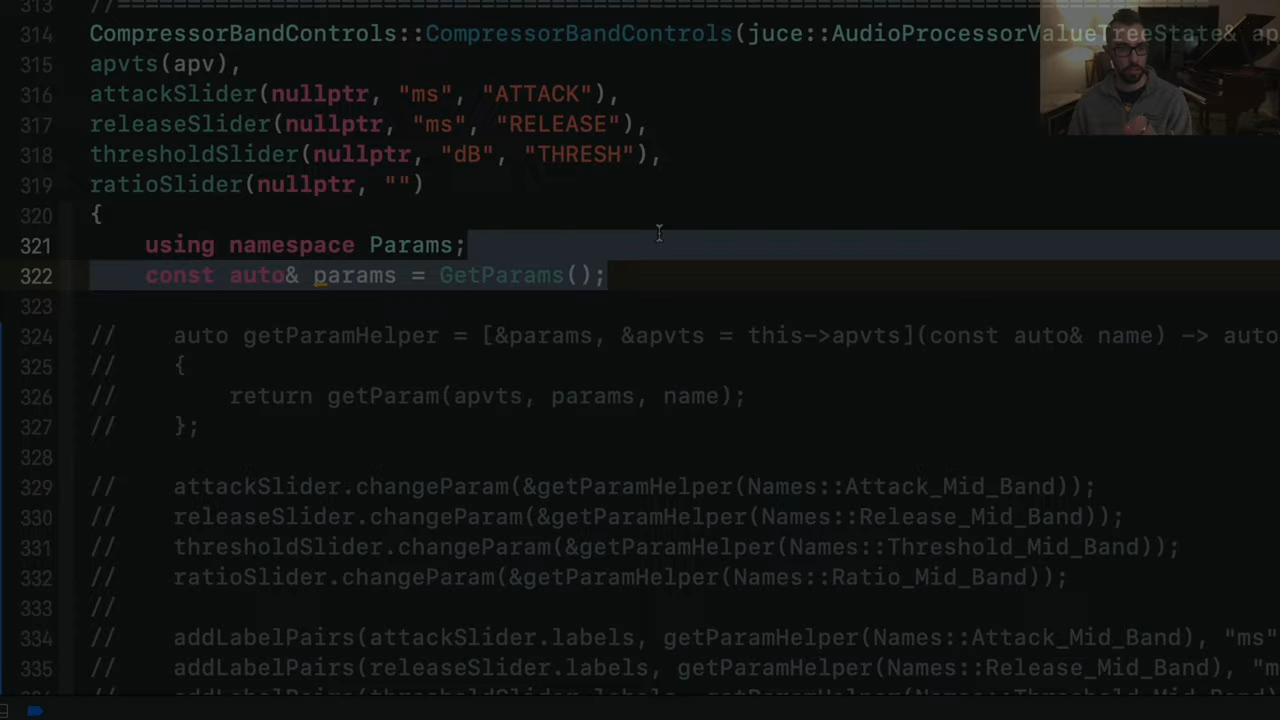 313 //
314 CompressorBandControls::CompressorBandControls(juce::AudioProcessorValueTreeState& ap
315 apvts(apv),
316 attackSlider(nullptr, "ms", "ATTACK"),
317 releaseSlider(nullptr, "ms", "RELEASE"),
318 thresholdSlider(nullptr, "dB", "THRESH"),
319 ratioSlider(nullptr, "")
320 {
321 using namespace Params;
322 const auto& params = GetParams();
323
324 // auto getParamHelper = [&params, &apvts = this->apvts](const auto& name) -> auto
325 // {
326 // return getParam(apvts, params, name);
327 // };
328
329 // attackSlider.changeParam(&getParamHelper(Names::Attack_Mid_Band));
330 // releaseSlider.changeParam(&getParamHelper(Names::Release_Mid_Band));
331 // thresholdSlider.changeParam(&getParamHelper(Names::Threshold_Mid_Band));
332 // ratioSlider.changeParam(&getParamHelper(Names::Ratio_Mid_Band));
333 //
334 // addLabelPairs(attackSlider.labels, getParamHelper(Names::Attack_Mid_Band), "ms"
335 // addLabelPairs(releaseSlider.labels, getParamHelper(Names::Release_Mid_Band), "m